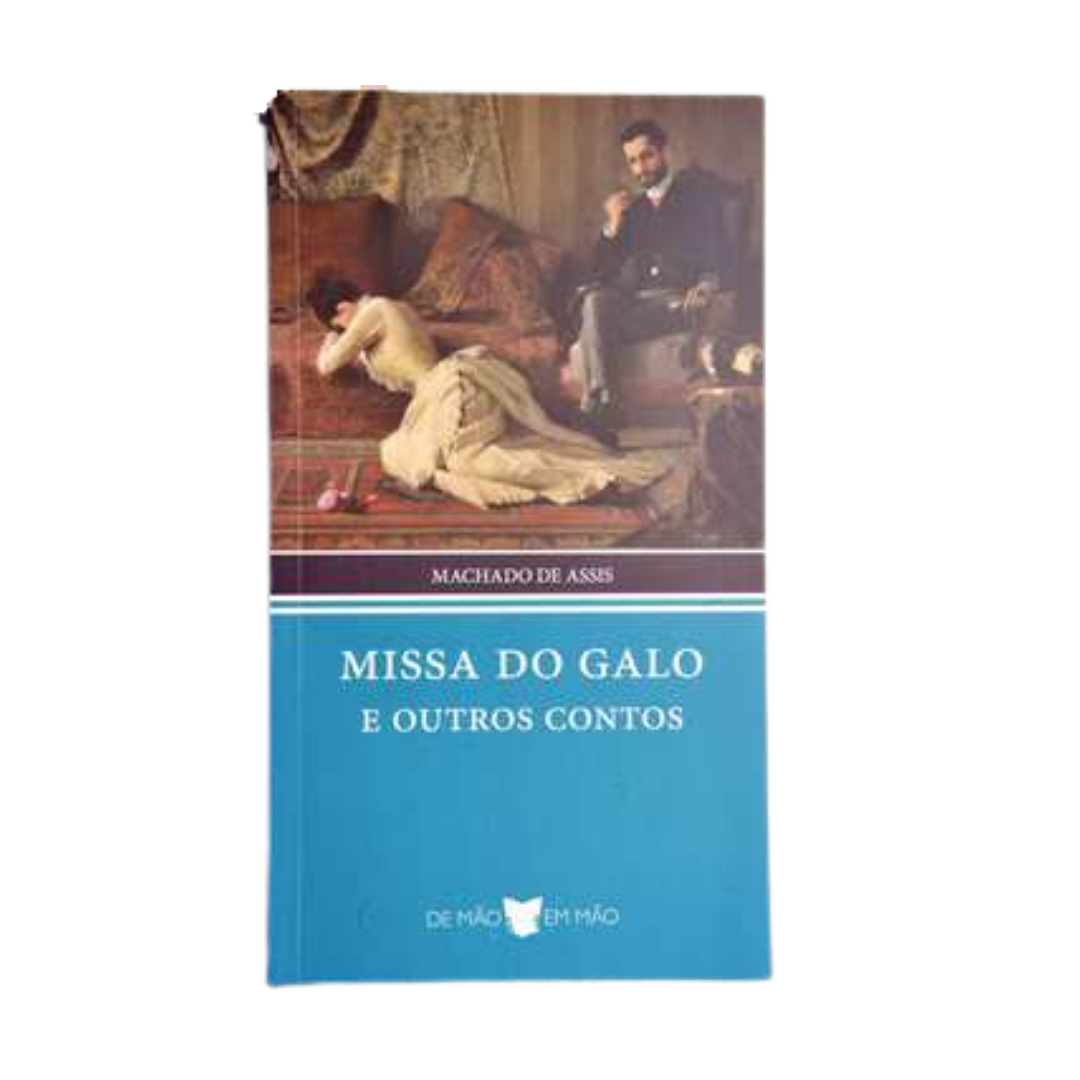 MACHADO DE ASSIS
MISSA DO GALO
E OUTROS CONTOS
DE MÃO EM MÃO